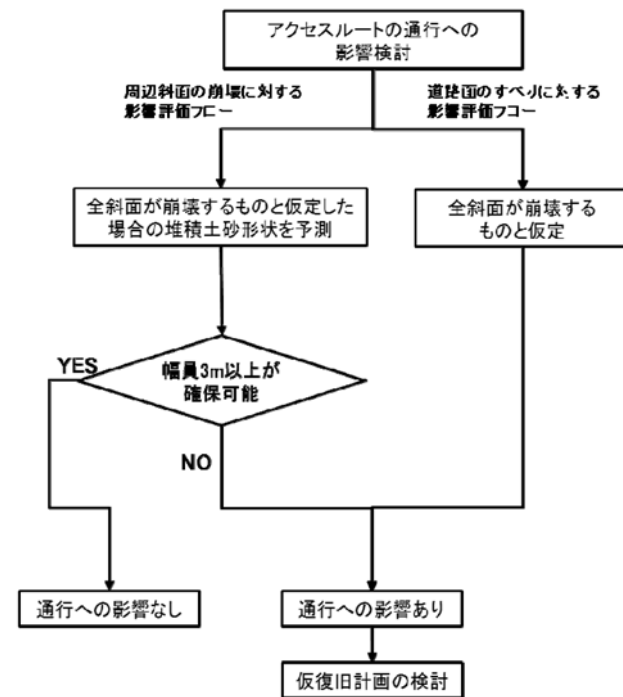 アクセスルートの通行への
影響検討
周辺斜面の崩壊に対する
影響評価フロー
道路面のすべりに対する
影響評価フロー
全斜面が崩壊するものと仮定した
場合の堆積土砂形状を予測
全斜面が崩壊する
ものと仮定
YES
幅員3m以上が
確保可能
NO
通行への影響なし
通行への影響あり
仮復旧計画の検討